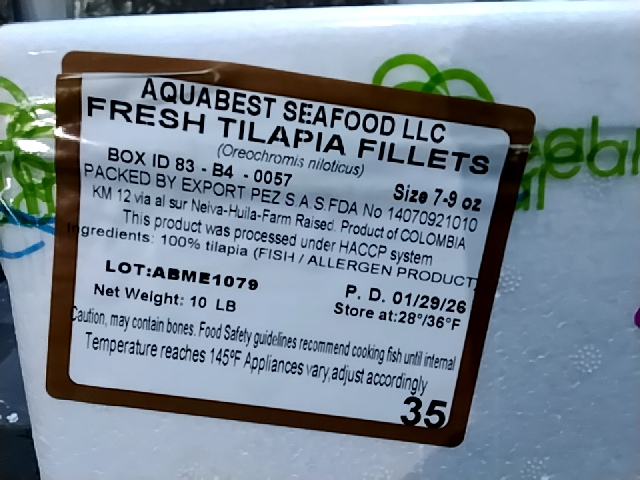 AQUABEST SEAFOOD LLC
FRESH TILAPIA FILLETS
(Oreochromis niloticus)
BOX ID 83 - B4 - 0057
Size 7-9 oz
PACKED BY EXPORT PEZ S.A.S.FDA No 14070921010
KM 12 via al sur Neiva-Huila-Farm Raised. Product of COLOMBIA
This product was processed under HACCP system
Ingredients: 100% tilapia (FISH / ALLERGEN PRODUCT
LOT:ABME1079
P. D. 01/29/26
Net Weight: 10 LB
Store at:28°/36°F
Caution, may contain bones. Food Safety guidelines recommend cooking fish until internal
Temperature reaches 145ºF Appliances vary,adjust accordingly
35